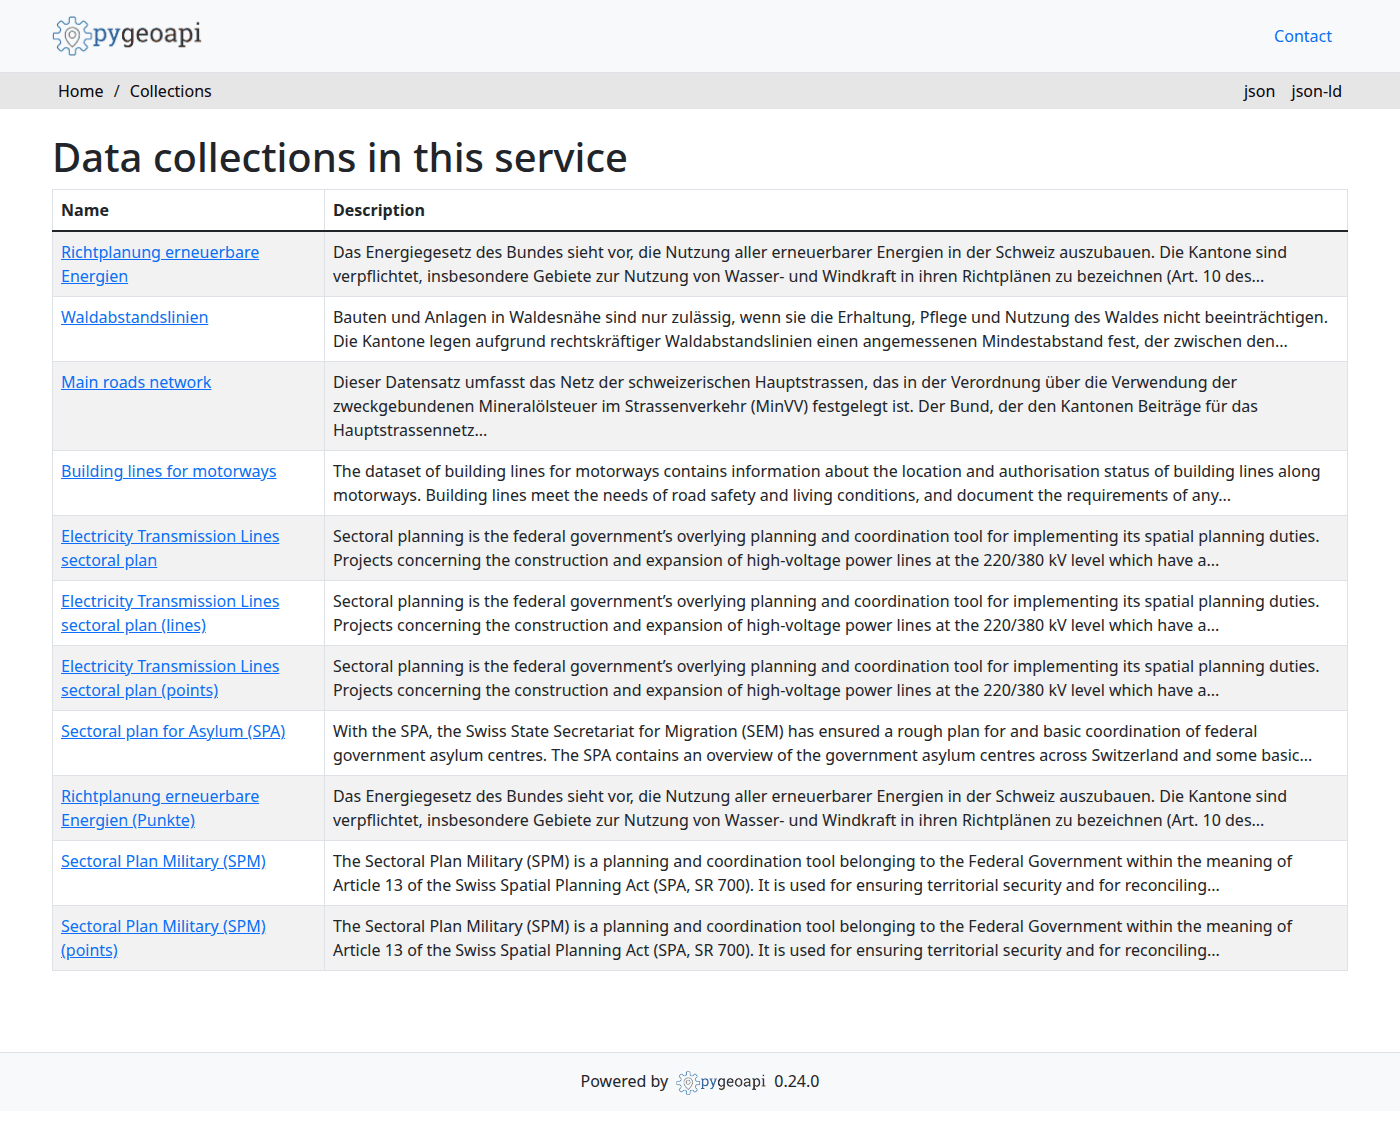 pygeoapi
Contact
Home / Collections
json json-ld
Data collections in this service
Name Description
Richtplanung erneuerbare
Energien
Das Energiegesetz des Bundes sieht vor, die Nutzung aller erneuerbarer Energien in der Schweiz auszubauen. Die Kantone sind
verpflichtet, insbesondere Gebiete zur Nutzung von Wasser- und Windkraft in ihren Richtplänen zu bezeichnen (Art. 10 des...
Waldabstandslinien
Bauten und Anlagen in Waldesnähe sind nur zulässig, wenn sie die Erhaltung, Pflege und Nutzung des Waldes nicht beeinträchtigen.
Die Kantone legen aufgrund rechtskräftiger Waldabstandslinien einen angemessenen Mindestabstand fest, der zwischen den...
Main roads network
Dieser Datensatz umfasst das Netz der schweizerischen Hauptstrassen, das in der Verordnung über die Verwendung der
zweckgebundenen Mineralölsteuer im Strassenverkehr (MinVV) festgelegt ist. Der Bund, der den Kantonen Beiträge für das
Hauptstrassennetz...
Building lines for motorways
The dataset of building lines for motorways contains information about the location and authorisation status of building lines along
motorways. Building lines meet the needs of road safety and living conditions, and document the requirements of any...
Electricity Transmission Lines
sectoral plan
Sectoral planning is the federal government’s overlying planning and coordination tool for implementing its spatial planning duties.
Projects concerning the construction and expansion of high-voltage power lines at the 220/380 kV level which have a...
Electricity Transmission Lines
sectoral plan (lines)
Sectoral planning is the federal government’s overlying planning and coordination tool for implementing its spatial planning duties.
Projects concerning the construction and expansion of high-voltage power lines at the 220/380 kV level which have a...
Electricity Transmission Lines
sectoral plan (points)
Sectoral planning is the federal government’s overlying planning and coordination tool for implementing its spatial planning duties.
Projects concerning the construction and expansion of high-voltage power lines at the 220/380 kV level which have a...
Sectoral plan for Asylum (SPA)
With the SPA, the Swiss State Secretariat for Migration (SEM) has ensured a rough plan for and basic coordination of federal
government asylum centres. The SPA contains an overview of the government asylum centres across Switzerland and some basic...
Richtplanung erneuerbare
Energien (Punkte)
Das Energiegesetz des Bundes sieht vor, die Nutzung aller erneuerbarer Energien in der Schweiz auszubauen. Die Kantone sind
verpflichtet, insbesondere Gebiete zur Nutzung von Wasser- und Windkraft in ihren Richtplänen zu bezeichnen (Art. 10 des...
Sectoral Plan Military (SPM)
The Sectoral Plan Military (SPM) is a planning and coordination tool belonging to the Federal Government within the meaning of
Article 13 of the Swiss Spatial Planning Act (SPA, SR 700). It is used for ensuring territorial security and for reconciling...
Sectoral Plan Military (SPM)
(points)
The Sectoral Plan Military (SPM) is a planning and coordination tool belonging to the Federal Government within the meaning of
Article 13 of the Swiss Spatial Planning Act (SPA, SR 700). It is used for ensuring territorial security and for reconciling...
Powered by pygeoapi 0.24.0